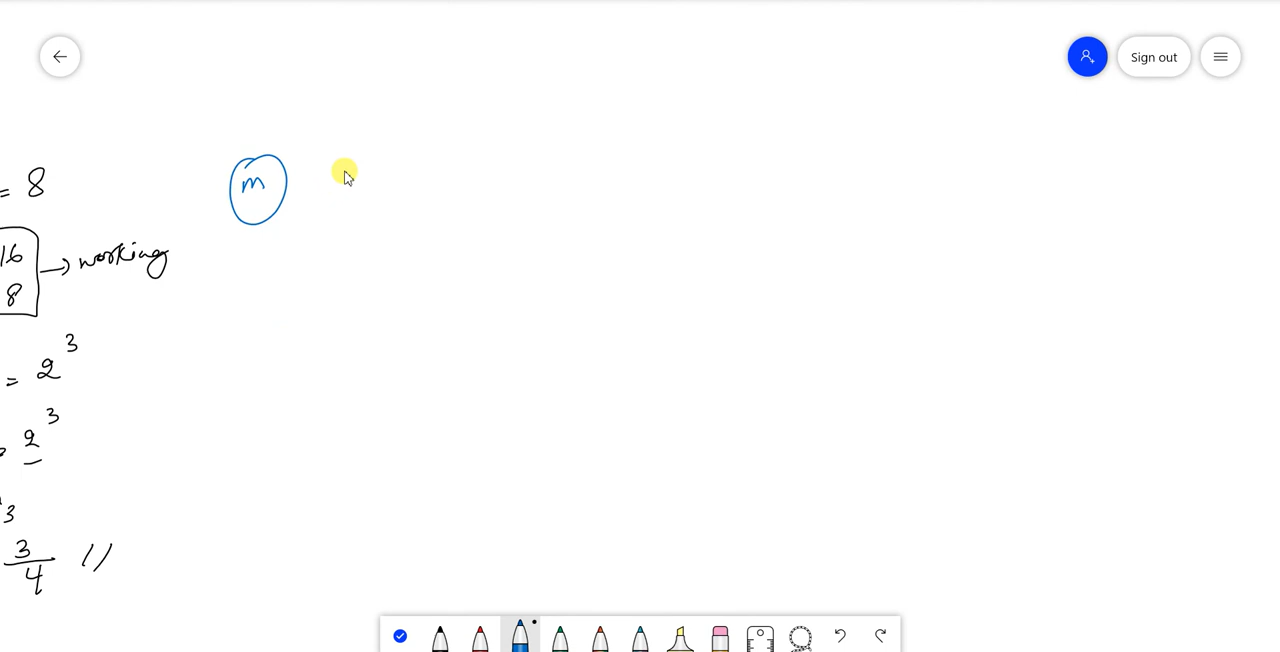 Sign out
= 8
m
16
8
→ working
= 2^3
2^3
3
3/4 //